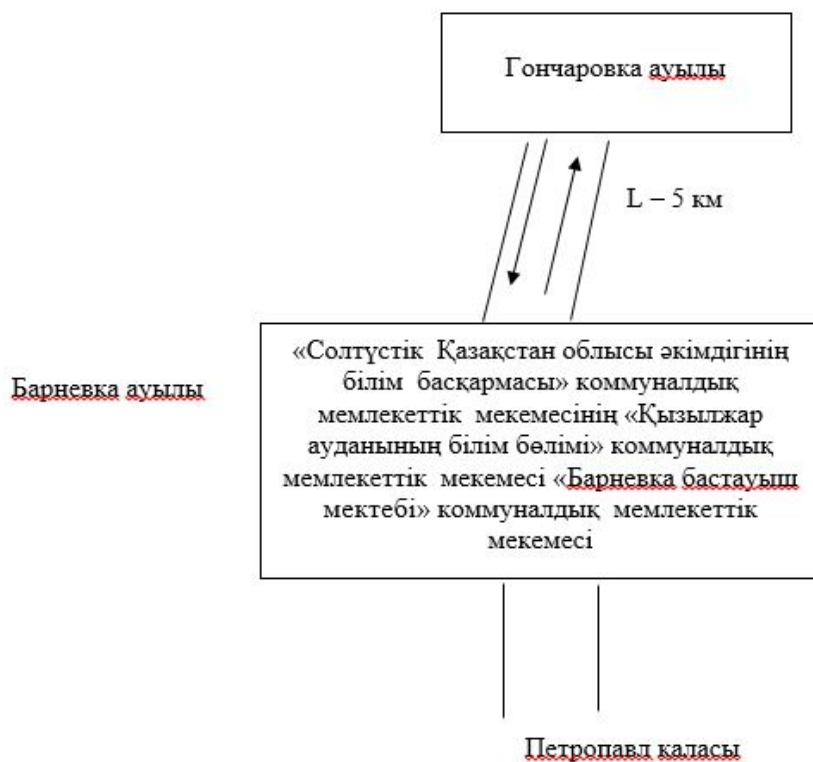 Гончаровка ауылы
L – 5 км
Барневка ауылы
«Солтүстік Қазақстан облысы әкімдігінің
білім басқармасы» коммуналдық
мемлекеттік мекемесінің «Қызылжар
ауданының білім бөлімі» коммуналдық
мемлекеттік мекемесі «Барневка бастауыш
мектебі» коммуналдық мемлекеттік
мекемесі
Петропавл қаласы